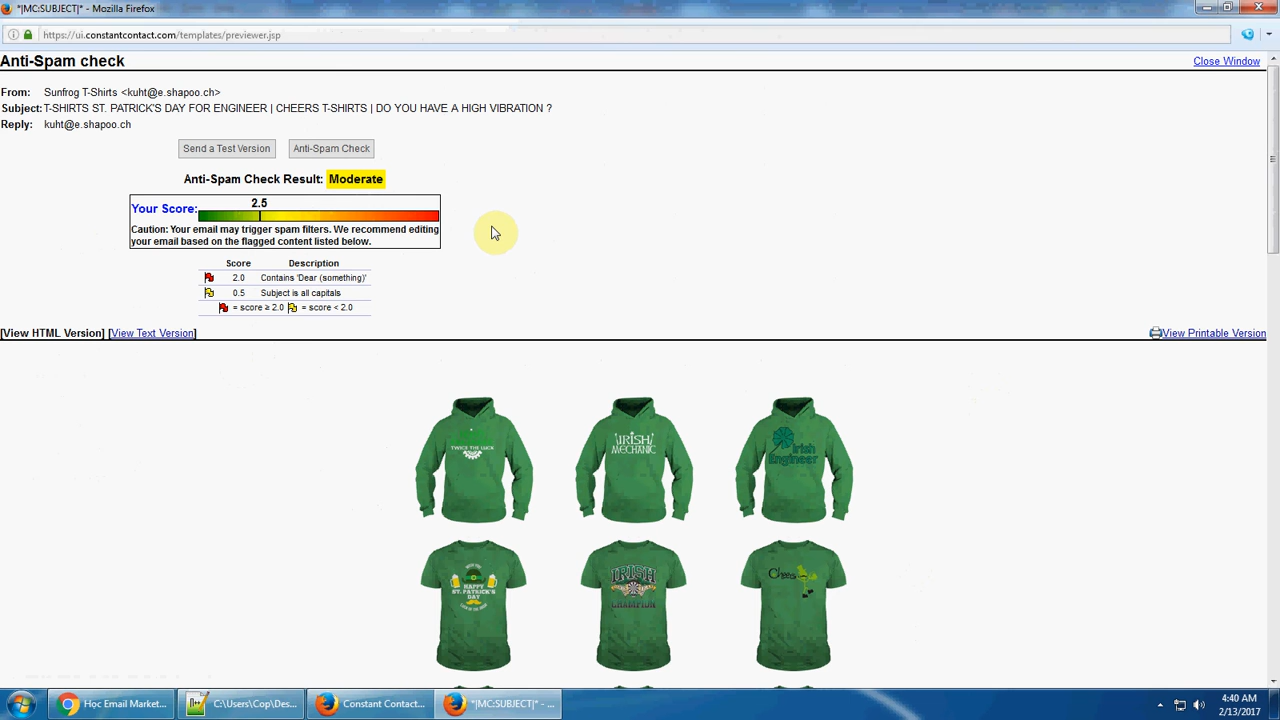 *|MC:SUBJECT|* - Mozilla Firefox
https://ui.constantcontact.com/templates/previewer.jsp
Anti-Spam check
Close Window
From: Sunfrog T-Shirts <kuht@e.shapoo.ch>
Subject: T-SHIRTS ST. PATRICK'S DAY FOR ENGINEER | CHEERS T-SHIRTS | DO YOU HAVE A HIGH VIBRATION ?
Reply: kuht@e.shapoo.ch
Send a Test Version
Anti-Spam Check
Anti-Spam Check Result: Moderate
2.5
Your Score:
Caution: Your email may trigger spam filters. We recommend editing
your email based on the flagged content listed below.
Score Description
2.0 Contains 'Dear (something)'
0.5 Subject is all capitals
= score ≥ 2.0 = score < 2.0
[View HTML Version] [View Text Version]
View Printable Version
TWICE THE LUCK
IRISH
MECHANIC
Irish
Engineer
HAPPY
ST. PATRICK'S
DAY
IRISH
CHAMPION
Cheers
Học Email Market...
C:\Users\Cop\Des...
Constant Contact...
*|MC:SUBJECT|* - ...
4:40 AM
2/13/2017